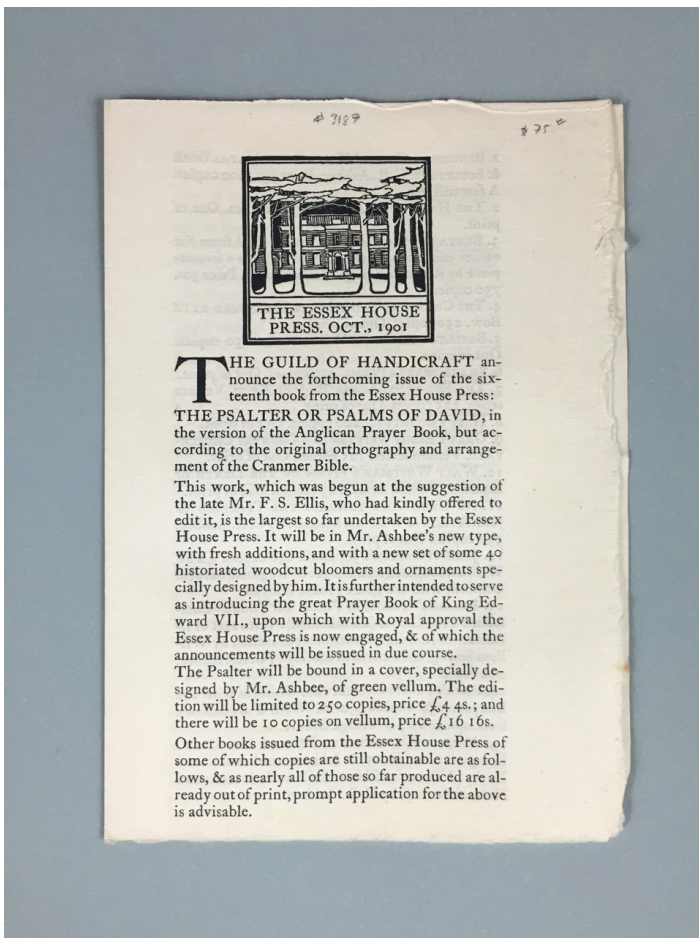 $ 75.
THE ESSEX HOUSE
PRESS. OCT., 1901
THE GUILD OF HANDICRAFT an-
nounce the forthcoming issue of the six-
teenth book from the Essex House Press:
THE PSALTER OR PSALMS OF DAVID, in
the version of the Anglican Prayer Book, but ac-
cording to the original orthography and arrange-
ment of the Cranmer Bible.
This work, which was begun at the suggestion of
the late Mr. F. S. Ellis, who had kindly offered to
edit it, is the largest so far undertaken by the Essex
House Press. It will be in Mr. Ashbee's new type,
with fresh additions, and with a new set of some 40
historiated woodcut bloomers and ornaments spe-
cially designed by him. It is further intended to serve
as introducing the great Prayer Book of King Ed-
ward VII., upon which with Royal approval the
Essex House Press is now engaged, & of which the
announcements will be issued in due course.
The Psalter will be bound in a cover, specially de-
signed by Mr. Ashbee, of green vellum. The edi-
tion will be limited to 250 copies, price £4 4s.; and
there will be 10 copies on vellum, price £16 16s.
Other books issued from the Essex House Press of
some of which copies are still obtainable are as fol-
lows, & as nearly all of those so far produced are al-
ready out of print, prompt application for the above
is advisable.